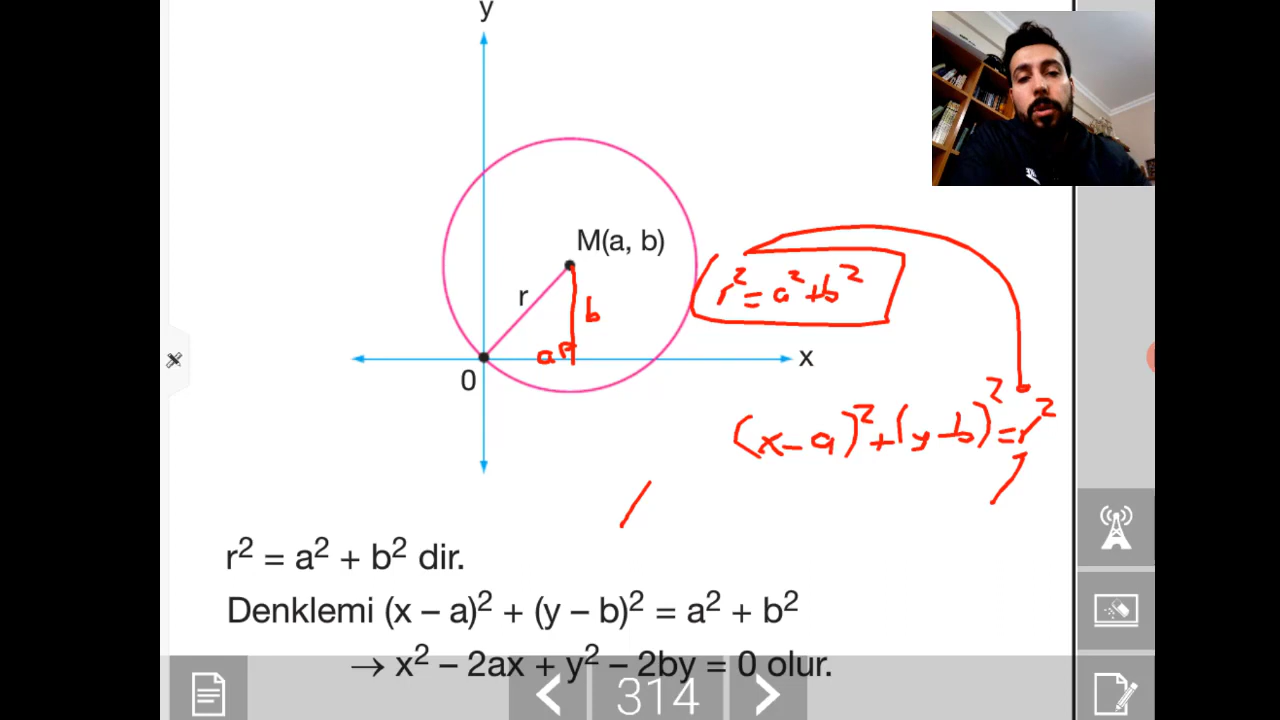 y
M(a, b)
r² = a² + b²
r
b
a
x
0
(x - a)² + (y - b)² = r²
r² = a² + b² dir.
Denklemi (x – a)² + (y – b)² = a² + b²
→ x² – 2ax + y² – 2by = 0 olur.
314